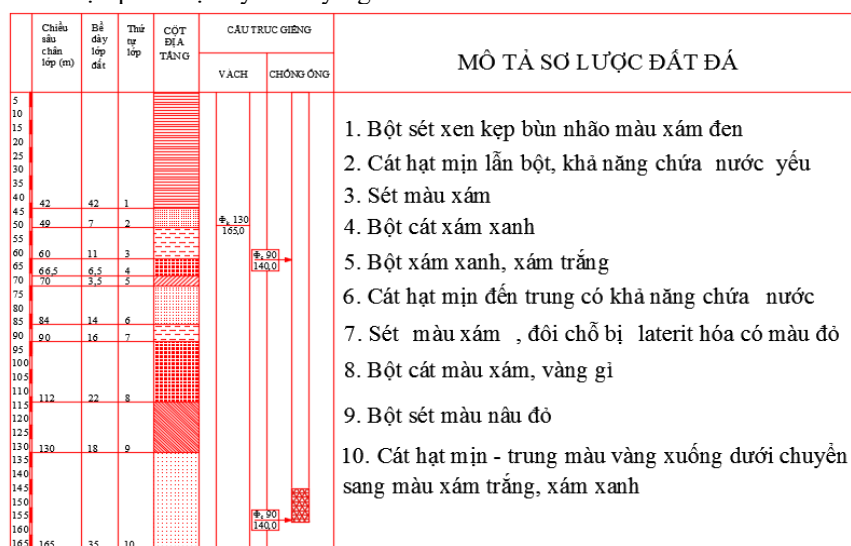 Chiều
sâu
chân
lớp (m)
Bề
dày
lớp
đất
Thứ
tự
lớp
CỘT
ĐỊA
TẦNG
CẤU TRUC GIẾNG
VÁCH
CHỐNG ỐNG
MÔ TẢ SƠ LƯỢC ĐẤT ĐÁ
5
10
15
20
25
30
35
40
45
50
55
60
65
70
75
80
85
90
95
100
105
110
115
120
125
130
135
140
145
150
155
160
165
42 42 1
49 7 2
60 11 3
66,5 6,5 4
70 3,5 5
84 14 6
90 16 7
112 22 8
130 18 9
165 35 10
130
165,0
90
140,0
90
140,0
1. Bột sét xen kẹp bùn nhão màu xám đen
2. Cát hạt mịn lẫn bột, khả năng chứa nước yếu
3. Sét màu xám
4. Bột cát xám xanh
5. Bột xám xanh, xám trắng
6. Cát hạt mịn đến trung có khả năng chứa nước
7. Sét màu xám , đôi chỗ bị laterit hóa có màu đỏ
8. Bột cát màu xám, vàng gỉ
9. Bột sét màu nâu đỏ
10. Cát hạt mịn - trung màu vàng xuống dưới chuyển
sang màu xám trắng, xám xanh